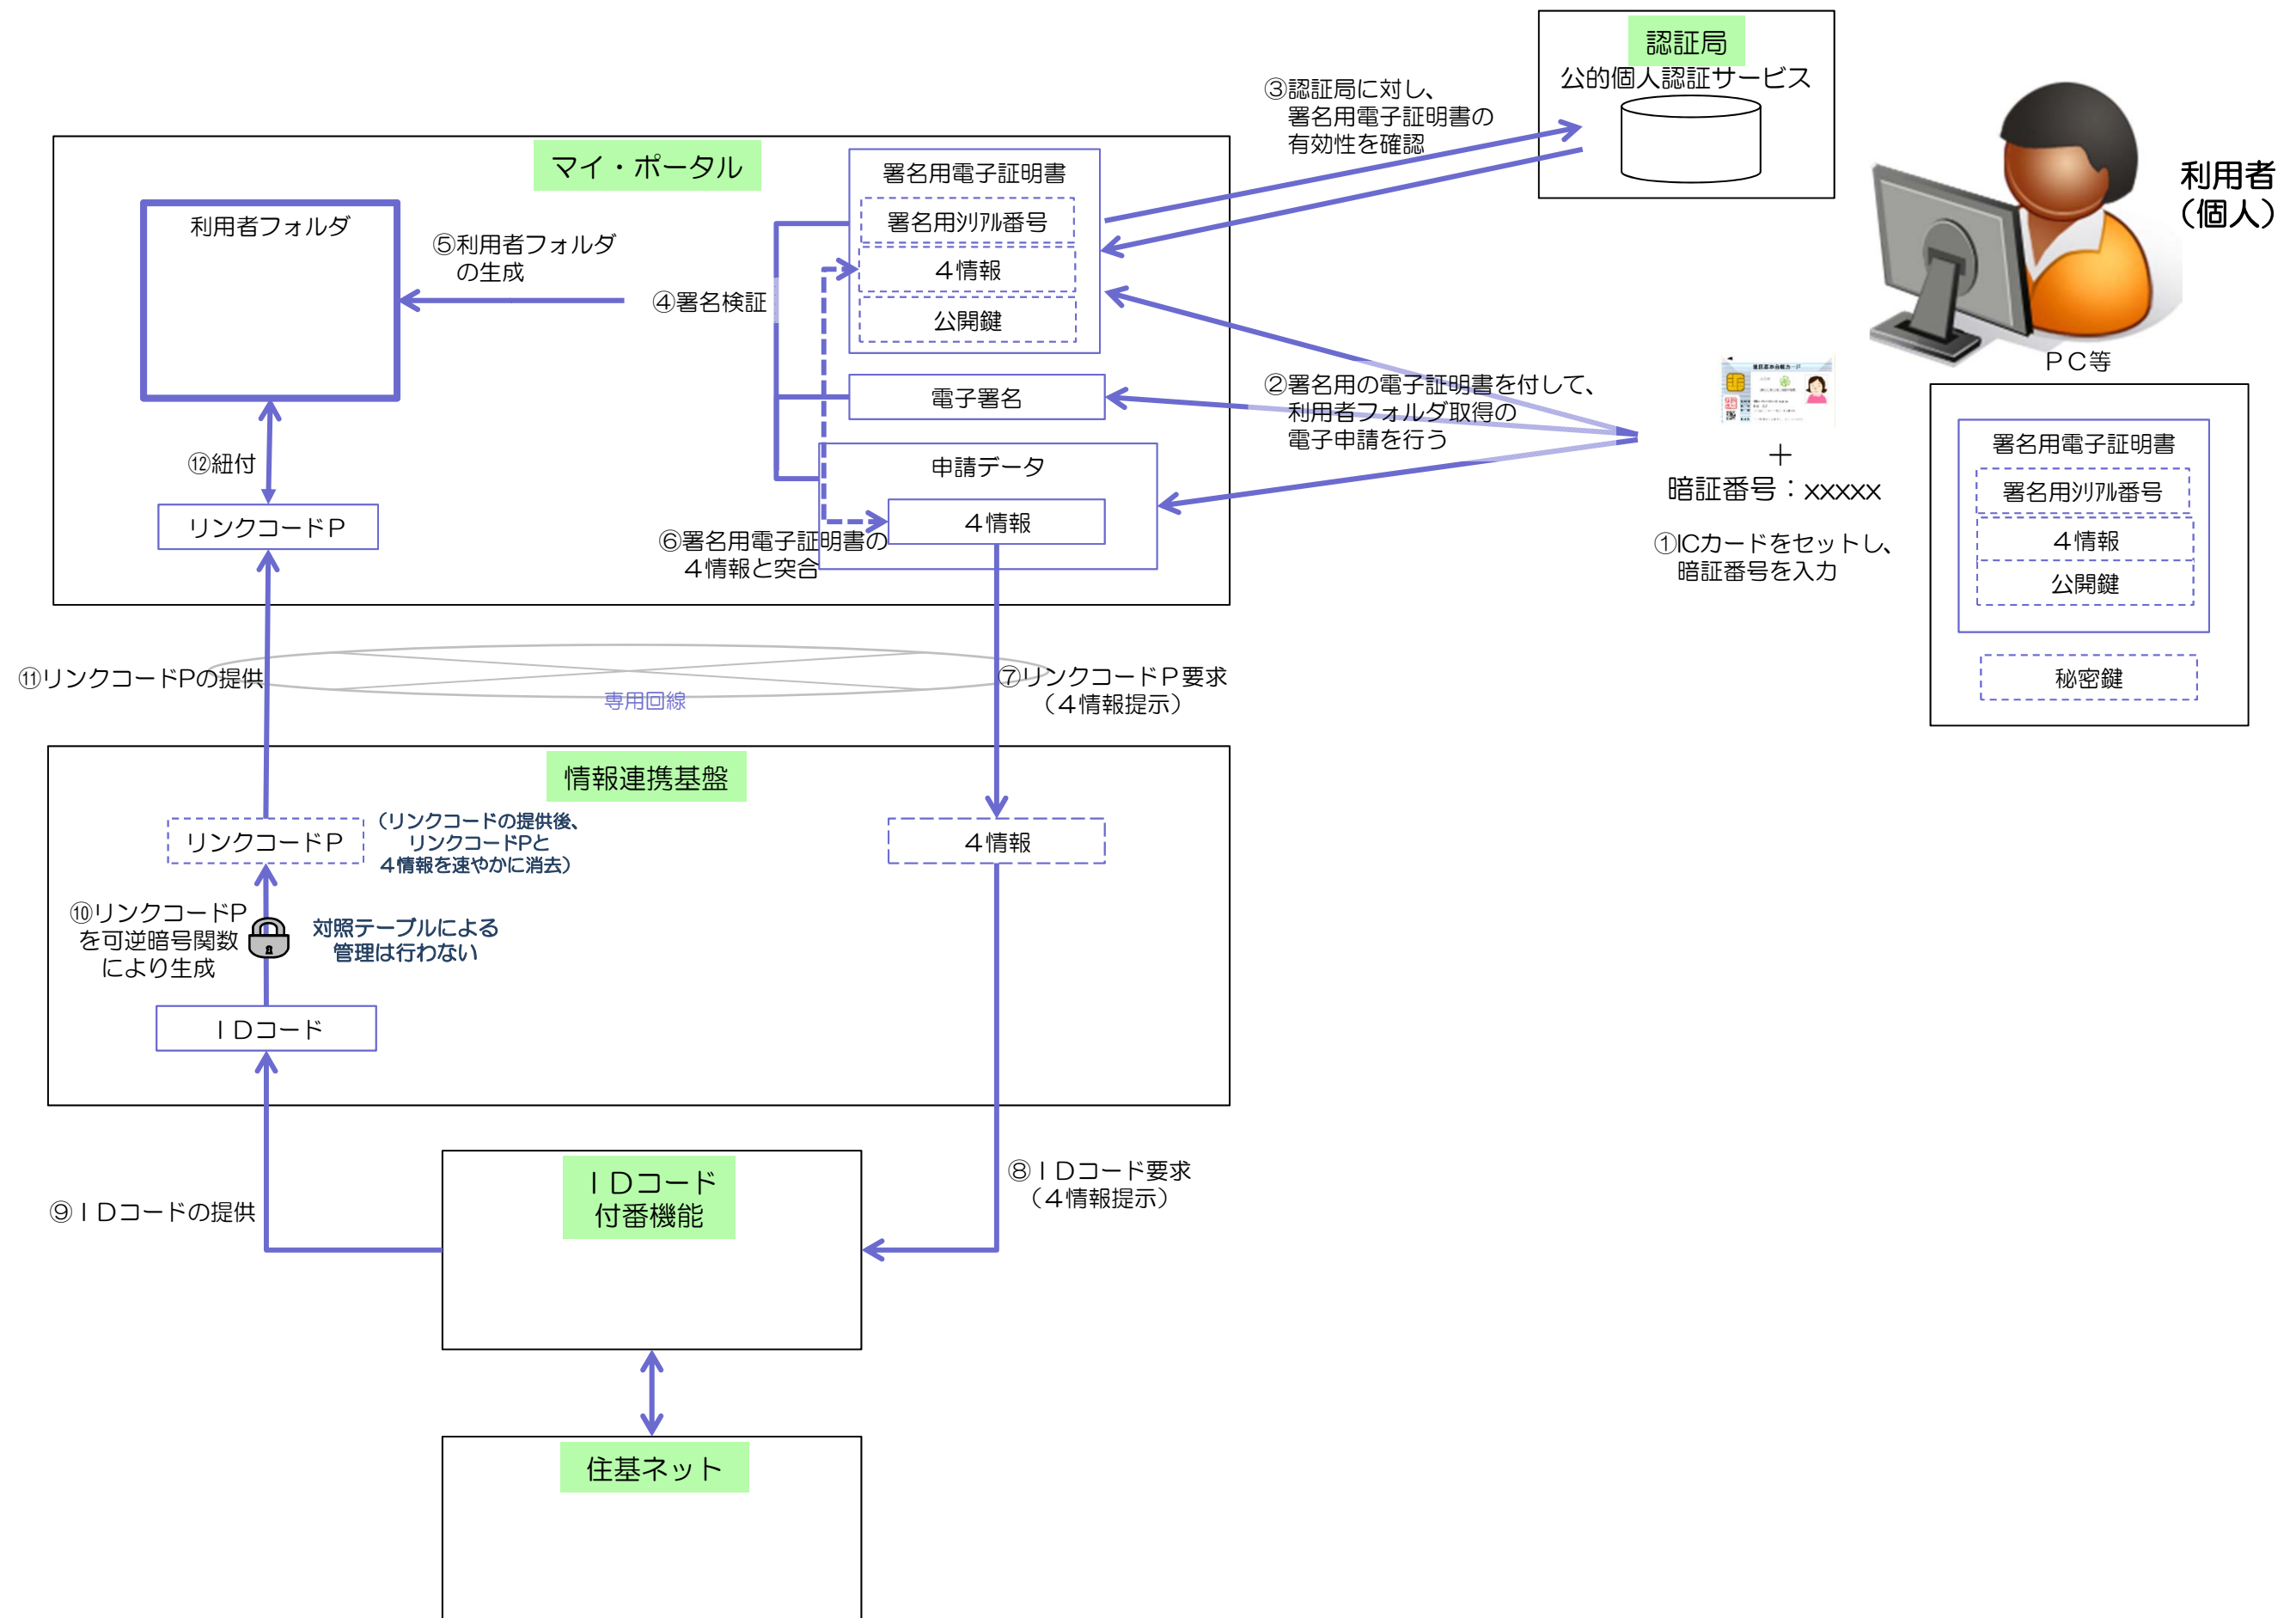 認証局
公的個人認証サービス
③認証局に対し、
署名用電子証明書の
有効性を確認
利用者
（個人）
マイ・ポータル
署名用電子証明書
署名用ｼﾘｱﾙ番号
４情報
公開鍵
利用者フォルダ
⑤利用者フォルダ
の生成
④署名検証
ＰＣ等
②署名用の電子証明書を付して、
利用者フォルダ取得の
電子申請を行う
電子署名
申請データ
４情報
⑥署名用電子証明書の
４情報と突合
⑫紐付
リンクコードＰ
＋
暗証番号：xxxxx
①ICカードをセットし、
暗証番号を入力
署名用電子証明書
署名用ｼﾘｱﾙ番号
４情報
公開鍵
秘密鍵
⑪リンクコードPの提供
専用回線
⑦リンクコードＰ要求
（４情報提示）
情報連携基盤
リンクコードＰ
（リンクコードの提供後、
リンクコードPと
４情報を速やかに消去）
４情報
⑩リンクコードP
を可逆暗号関数
により生成
対照テーブルによる
管理は行わない
ＩＤコード
ＩＤコード
付番機能
⑧ＩＤコード要求
（４情報提示）
⑨ＩＤコードの提供
住基ネット